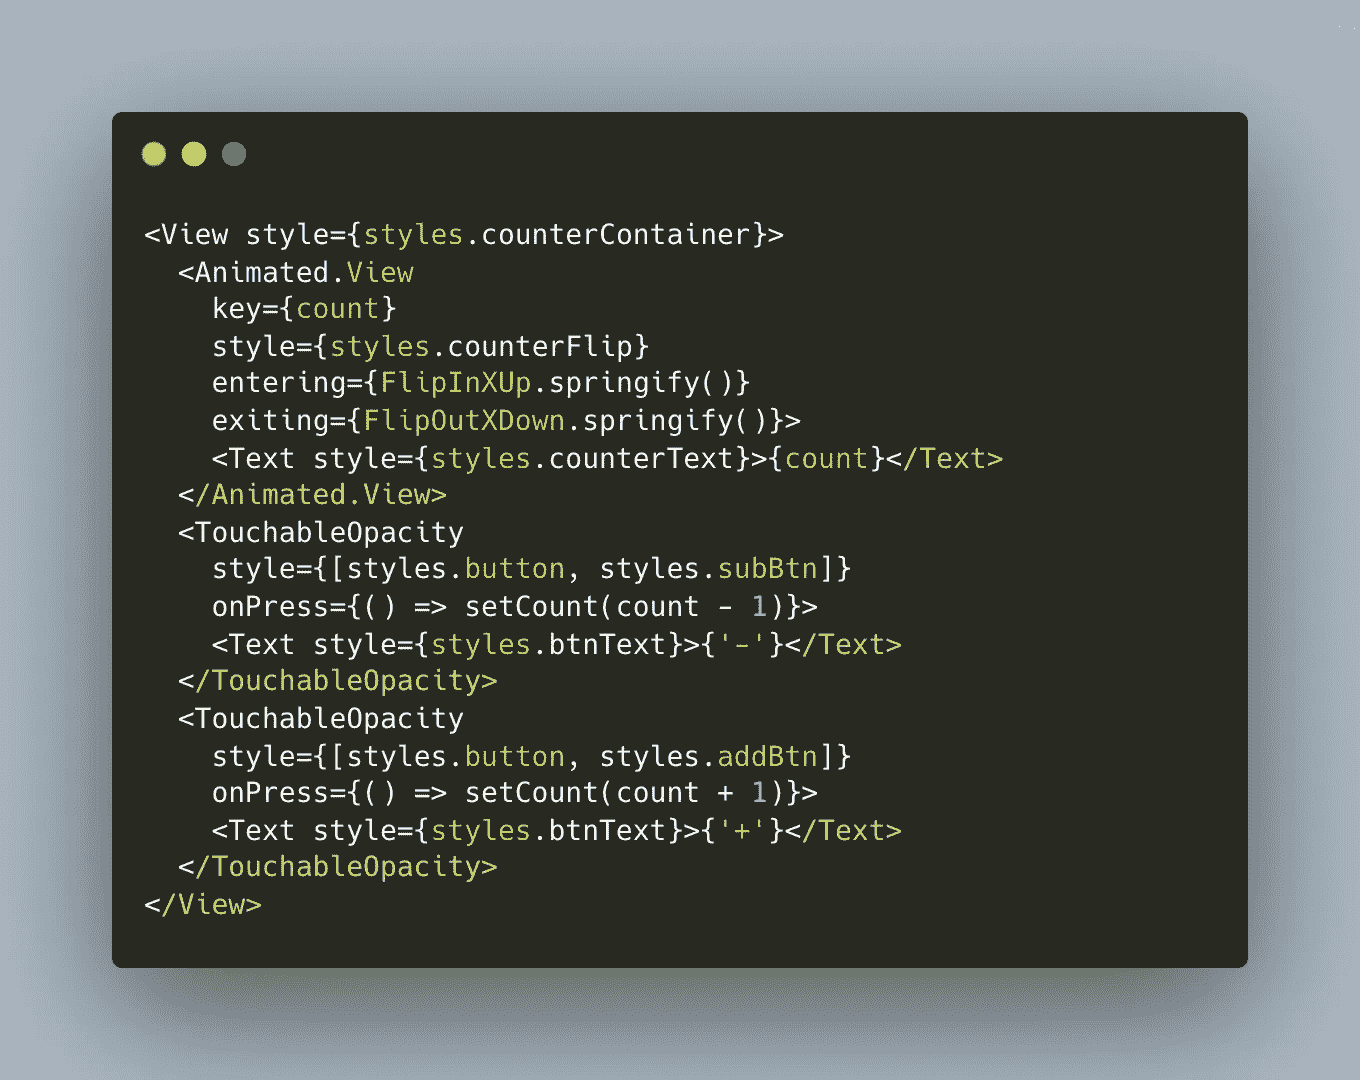 <View style={styles.counterContainer}>
  <Animated.View
    key={count}
    style={styles.counterFlip}
    entering={FlipInXUp.springify()}
    exiting={FlipOutXDown.springify()}>
    <Text style={styles.counterText}>{count}</Text>
  </Animated.View>
  <TouchableOpacity
    style={[styles.button, styles.subBtn]}
    onPress={() => setCount(count - 1)}>
    <Text style={styles.btnText}>{'-'}</Text>
  </TouchableOpacity>
  <TouchableOpacity
    style={[styles.button, styles.addBtn]}
    onPress={() => setCount(count + 1)}>
    <Text style={styles.btnText}>{'+'}</Text>
  </TouchableOpacity>
</View>